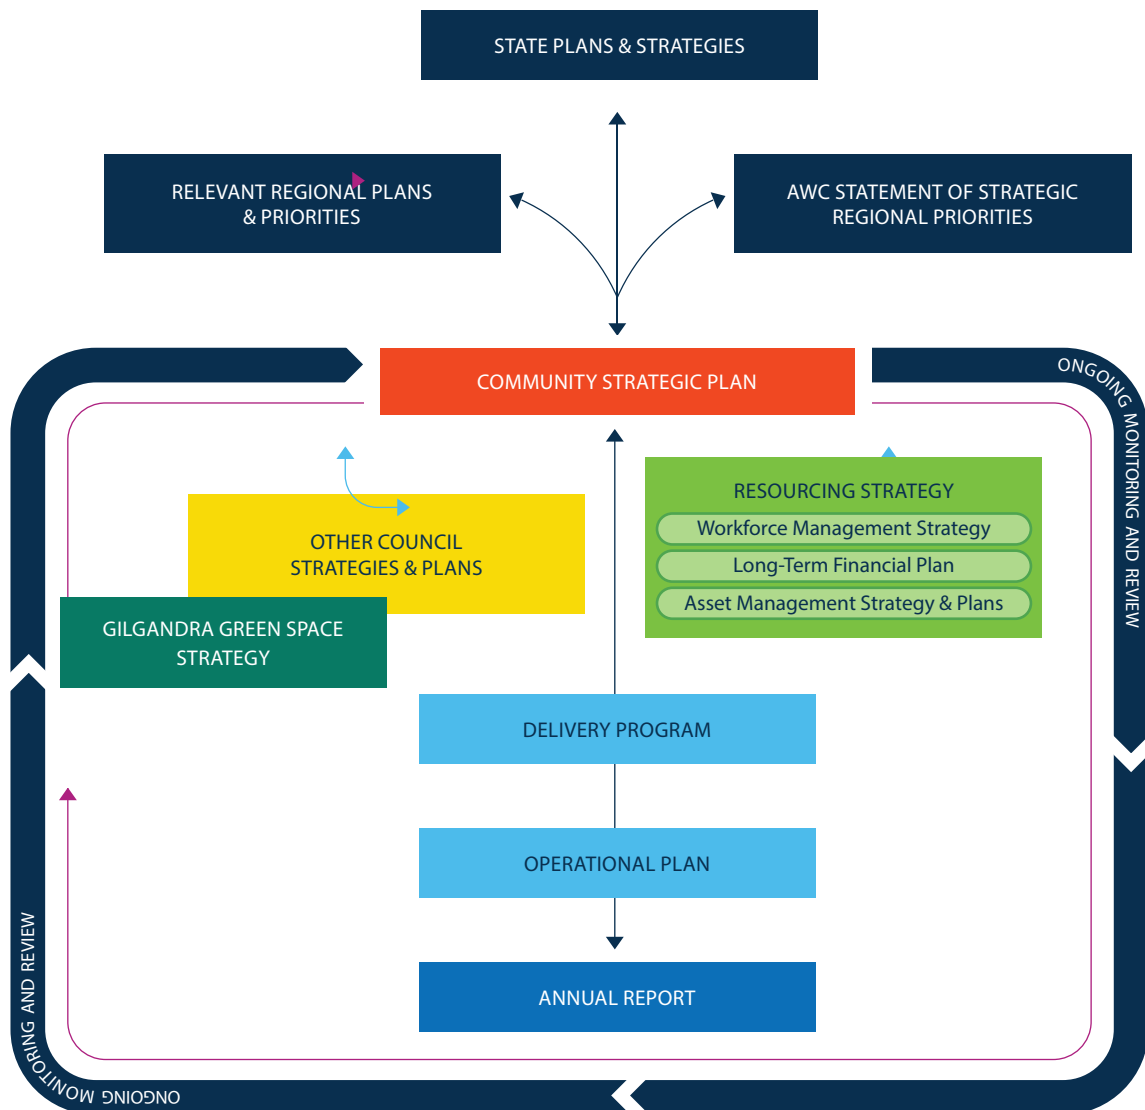 STATE PLANS & STRATEGIES
RELEVANT REGIONAL PLANS
& PRIORITIES
AWC STATEMENT OF STRATEGIC
REGIONAL PRIORITIES
COMMUNITY STRATEGIC PLAN
ONGOING MONITORING AND REVIEW
OTHER COUNCIL
STRATEGIES & PLANS
RESOURCING STRATEGY
Workforce Management Strategy
Long-Term Financial Plan
Asset Management Strategy & Plans
GILGANDRA GREEN SPACE
STRATEGY
DELIVERY PROGRAM
OPERATIONAL PLAN
ANNUAL REPORT
ONGOING MONITORING AND REVIEW